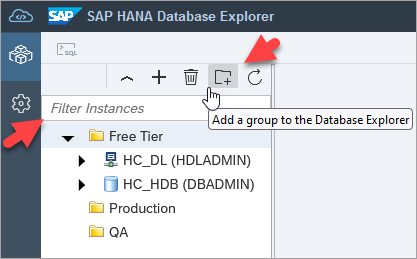 SAP SAP HANA Database Explorer
SQL
Filter Instances
Add a group to the Database Explorer
Free Tier
HC_DL (HDLADMIN)
HC_HDB (DBADMIN)
Production
QA